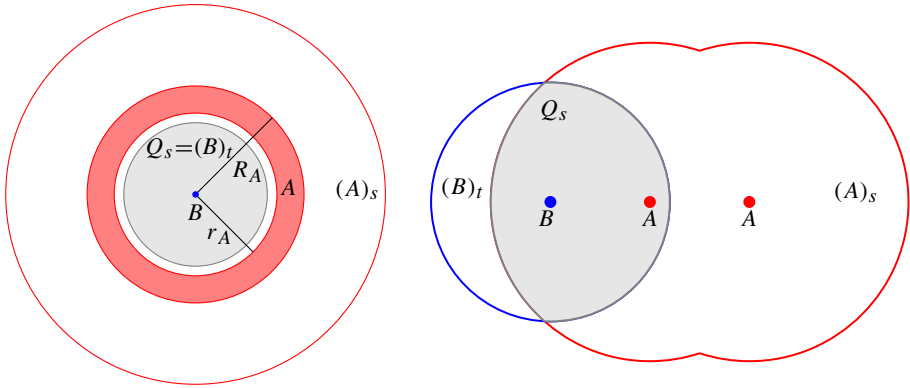 Q_s=(B)_t
R_A
A
(A)_s
B
r_A
Q_s
(B)_t
(A)_s
B
A
A